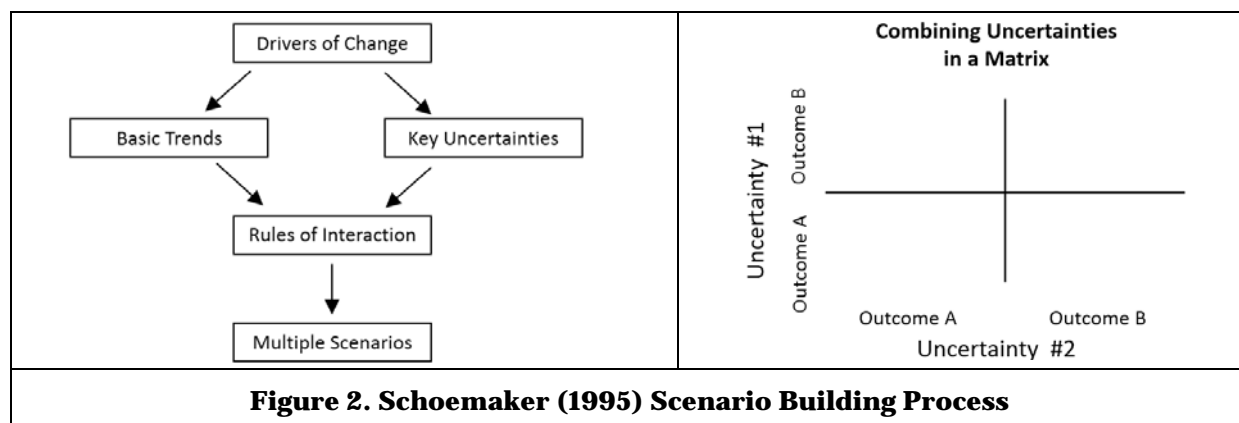 Drivers of Change
Basic Trends
Key Uncertainties
Rules of Interaction
Multiple Scenarios
Combining Uncertainties
in a Matrix
Uncertainty #1
Outcome B
Outcome A
Outcome A
Outcome B
Uncertainty #2
Figure 2. Schoemaker (1995) Scenario Building Process